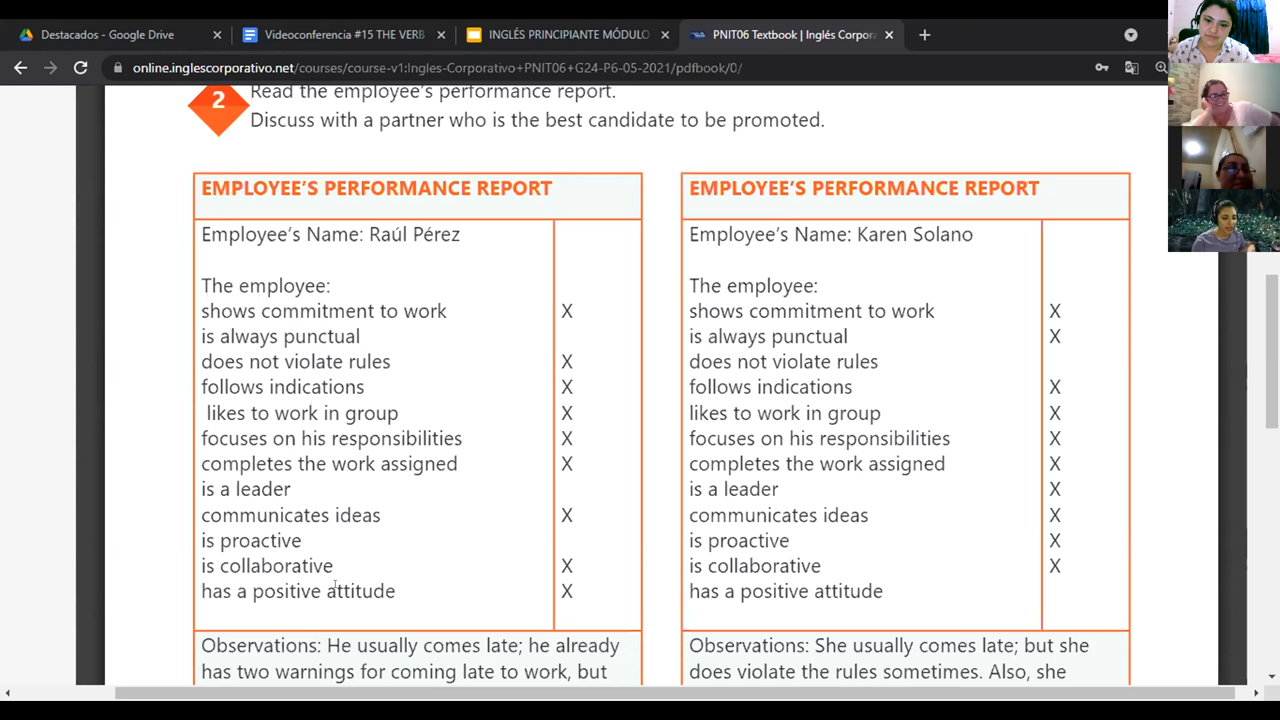 Destacados - Google Drive
Videoconferencia #15 THE VERB
INGLÉS PRINCIPIANTE MÓDULO
PNIT06 Textbook | Inglés Corpora
online.inglescorporativo.net/courses/course-v1:Ingles-Corporativo+PNIT06+G24-P6-05-2021/pdfbook/0/
2
Read the employee's performance report.
Discuss with a partner who is the best candidate to be promoted.
EMPLOYEE'S PERFORMANCE REPORT
Employee's Name: Raúl Pérez
The employee:
shows commitment to work X
is always punctual
does not violate rules X
follows indications X
likes to work in group X
focuses on his responsibilities X
completes the work assigned X
is a leader
communicates ideas X
is proactive
is collaborative X
has a positive attitude X
Observations: He usually comes late; he already
has two warnings for coming late to work, but
EMPLOYEE'S PERFORMANCE REPORT
Employee's Name: Karen Solano
The employee:
shows commitment to work X
is always punctual X
does not violate rules
follows indications X
likes to work in group X
focuses on his responsibilities X
completes the work assigned X
is a leader X
communicates ideas X
is proactive X
is collaborative X
has a positive attitude
Observations: She usually comes late; but she
does violate the rules sometimes. Also, she